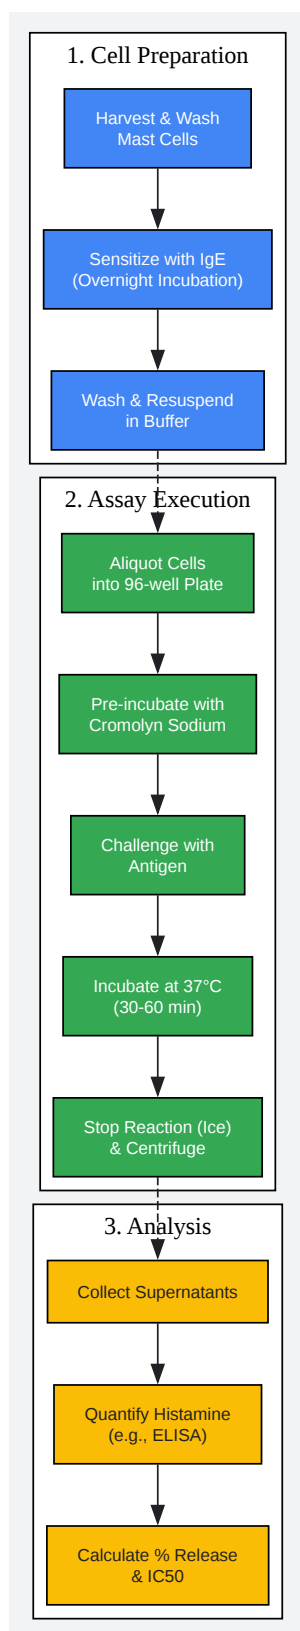 1. Cell Preparation
Harvest & Wash
Mast Cells
Sensitize with IgE
(Overnight Incubation)
Wash & Resuspend
in Buffer
2. Assay Execution
Aliquot Cells
into 96-well Plate
Pre-incubate with
Cromolyn Sodium
Challenge with
Antigen
Incubate at 37°C
(30-60 min)
Stop Reaction (Ice)
& Centrifuge
3. Analysis
Collect Supernatants
Quantify Histamine
(e.g., ELISA)
Calculate % Release
& IC50